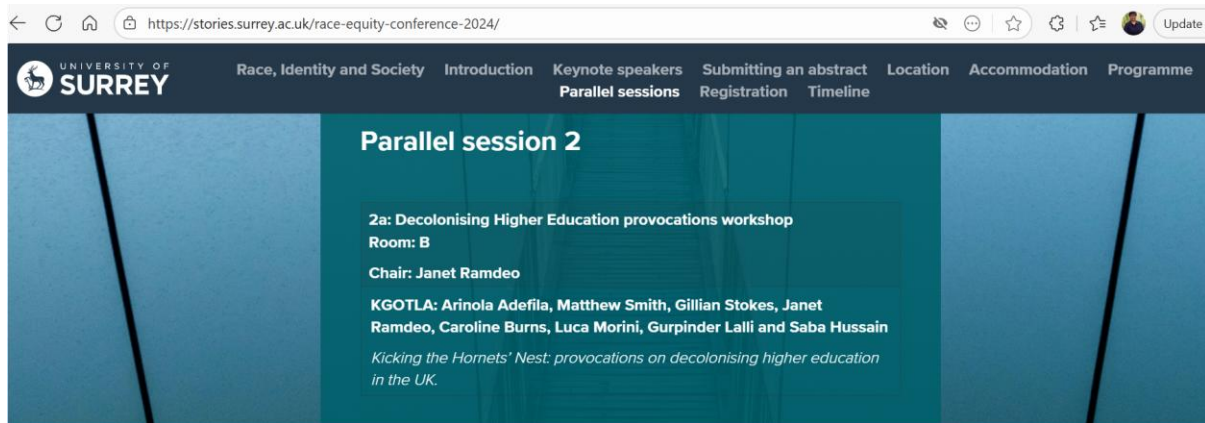 https://stories.surrey.ac.uk/race-equity-conference-2024/
Update
UNIVERSITY OF
SURREY
Race, Identity and Society Introduction Keynote speakers Submitting an abstract Location Accommodation Programme
Parallel sessions Registration Timeline
Parallel session 2
2a: Decolonising Higher Education provocations workshop
Room: B
Chair: Janet Ramdeo
KGOTLA: Arinola Adefila, Matthew Smith, Gillian Stokes, Janet
Ramdeo, Caroline Burns, Luca Morini, Gurpinder Lalli and Saba Hussain
Kicking the Hornets' Nest: provocations on decolonising higher education
in the UK.